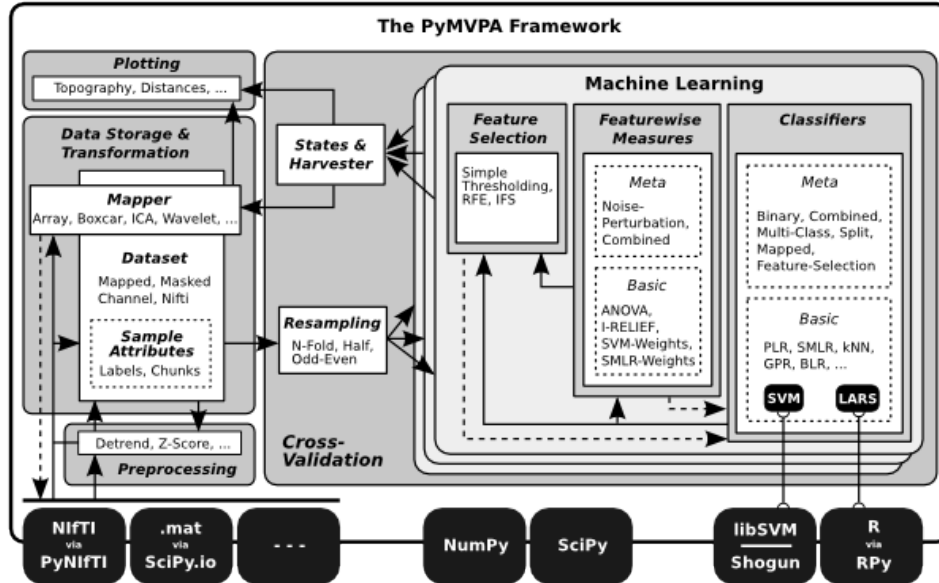 The PyMVPA Framework
Plotting
Topography, Distances, ...
Data Storage &
Transformation
Mapper
Array, Boxcar, ICA, Wavelet, ...
Dataset
Mapped, Masked
Channel, Nifti
Sample
Attributes
Labels, Chunks
Detrend, Z-Score, ...
Preprocessing
States &
Harvester
Resampling
N-Fold, Half,
Odd-Even
Cross-
Validation
Machine Learning
Feature
Selection
Simple
Thresholding,
RFE, IFS
Featurewise
Measures
Meta
Noise-
Perturbation,
Combined
Basic
ANOVA,
I-RELIEF,
SVM-Weights,
SMLR-Weights
Classifiers
Meta
Binary, Combined,
Multi-Class, Split,
Mapped,
Feature-Selection
Basic
PLR, SMLR, kNN,
GPR, BLR, ...
SVM
LARS
NIfTI
via
PyNIfTI
.mat
via
SciPy.io
- - -
NumPy
SciPy
libSVM
Shogun
R
via
RPy